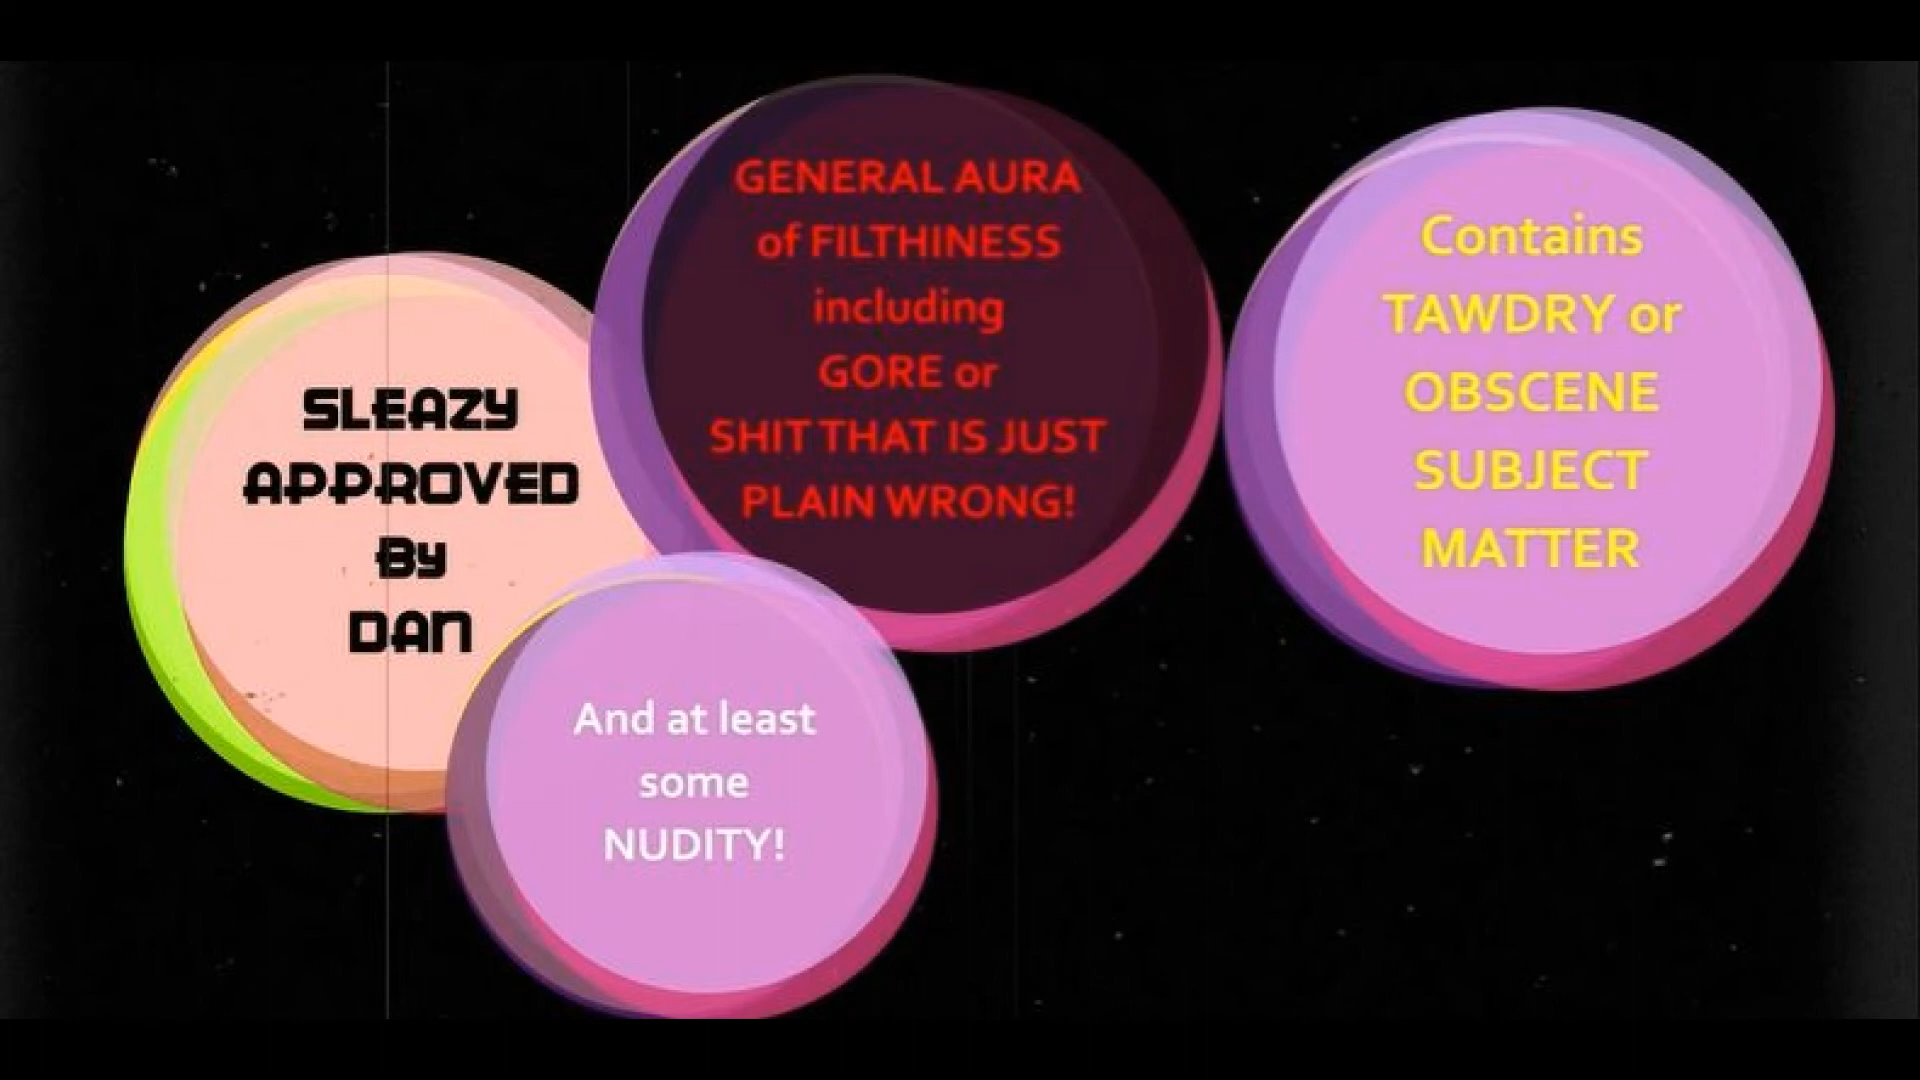 SLEAZY
APPROVED
By
DAN
GENERAL AURA
of FILTHINESS
including
GORE or
SHIT THAT IS JUST
PLAIN WRONG!
And at least
some
NUDITY!
Contains
TAWDRY or
OBSCENE
SUBJECT
MATTER